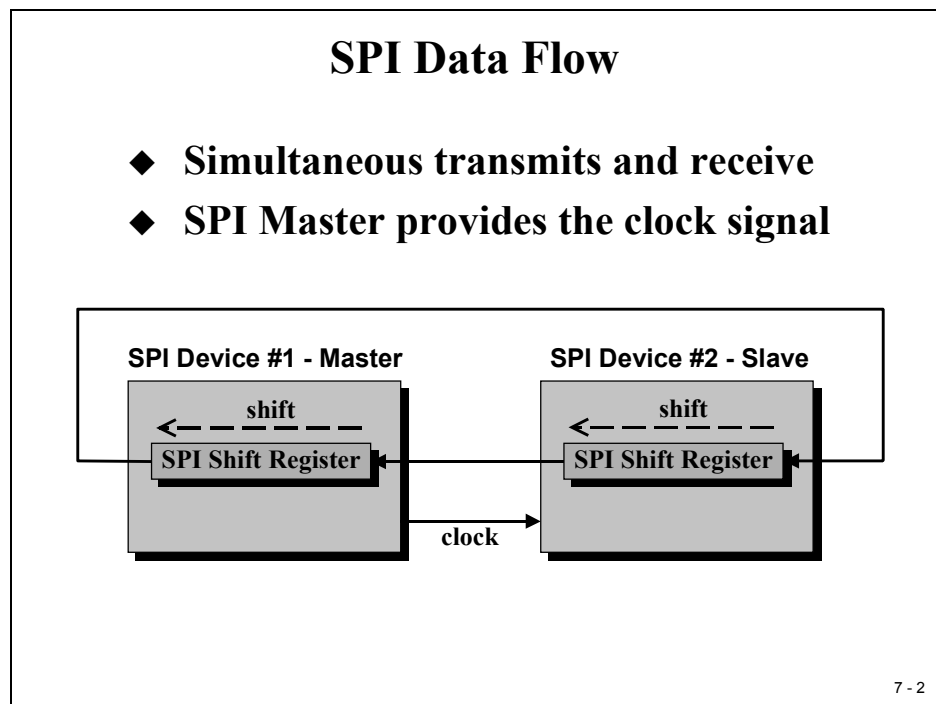 SPI Data Flow
◆ Simultaneous transmits and receive
◆ SPI Master provides the clock signal
SPI Device #1 - Master
SPI Device #2 - Slave
shift
shift
SPI Shift Register
SPI Shift Register
clock
7 - 2